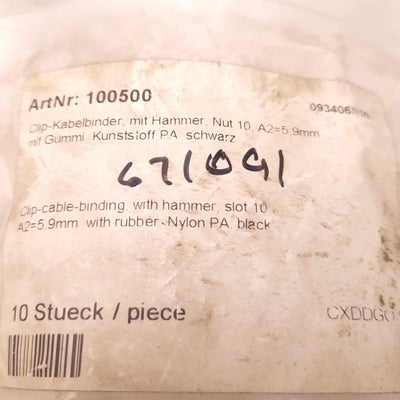 ArtNr: 100500
Clip-Kabelbinder, mit Hammer, Nut 10, A2=5,9mm
mit Gummi. Kunststoff PA schwarz
671091
Clip-cable-binding, with hammer, slot 10
A2=5.9mm with rubber - Nylon PA black
10 Stueck / piece